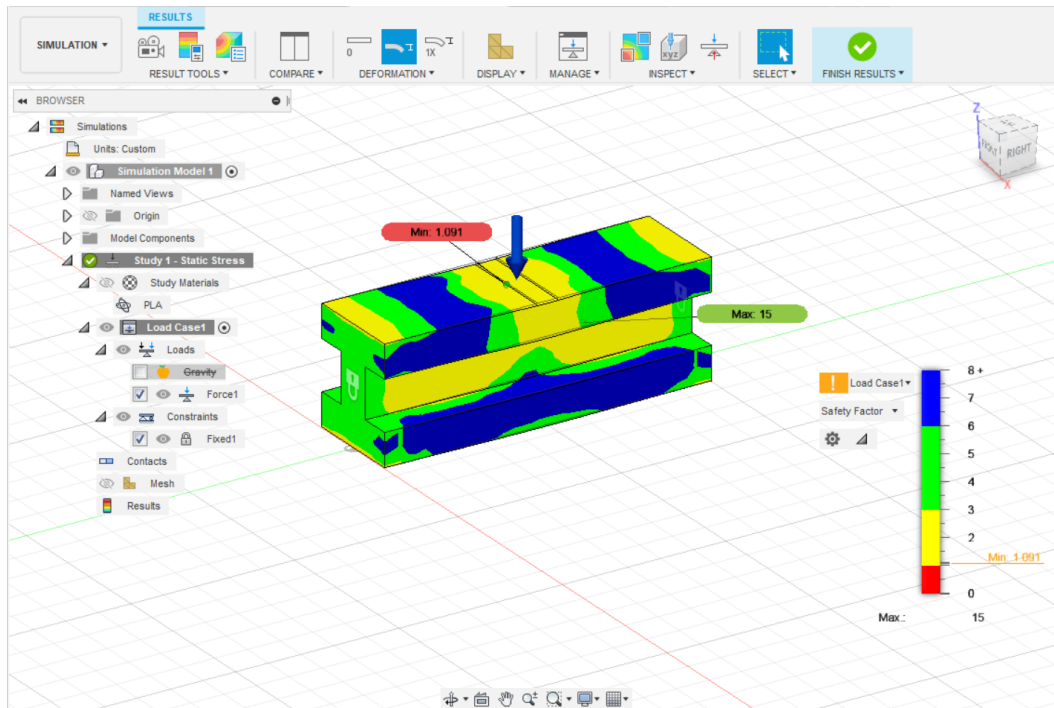 RESULTS
SIMULATION
0
1X
RESULT TOOLS
COMPARE
DEFORMATION
DISPLAY
MANAGE
INSPECT
SELECT
FINISH RESULTS
xyz
BROWSER
Simulations
Units: Custom
Simulation Model 1
Named Views
Origin
Model Components
Study 1 - Static Stress
Study Materials
PLA
Load Case1
Loads
Gravity
Force1
Constraints
Fixed1
Contacts
Mesh
Results
Z
FRONT
RIGHT
X
Min: 1.091
Max: 15
Load Case1
Safety Factor
8 +
7
6
5
4
3
2
Min: 1.091
0
Max.: 15